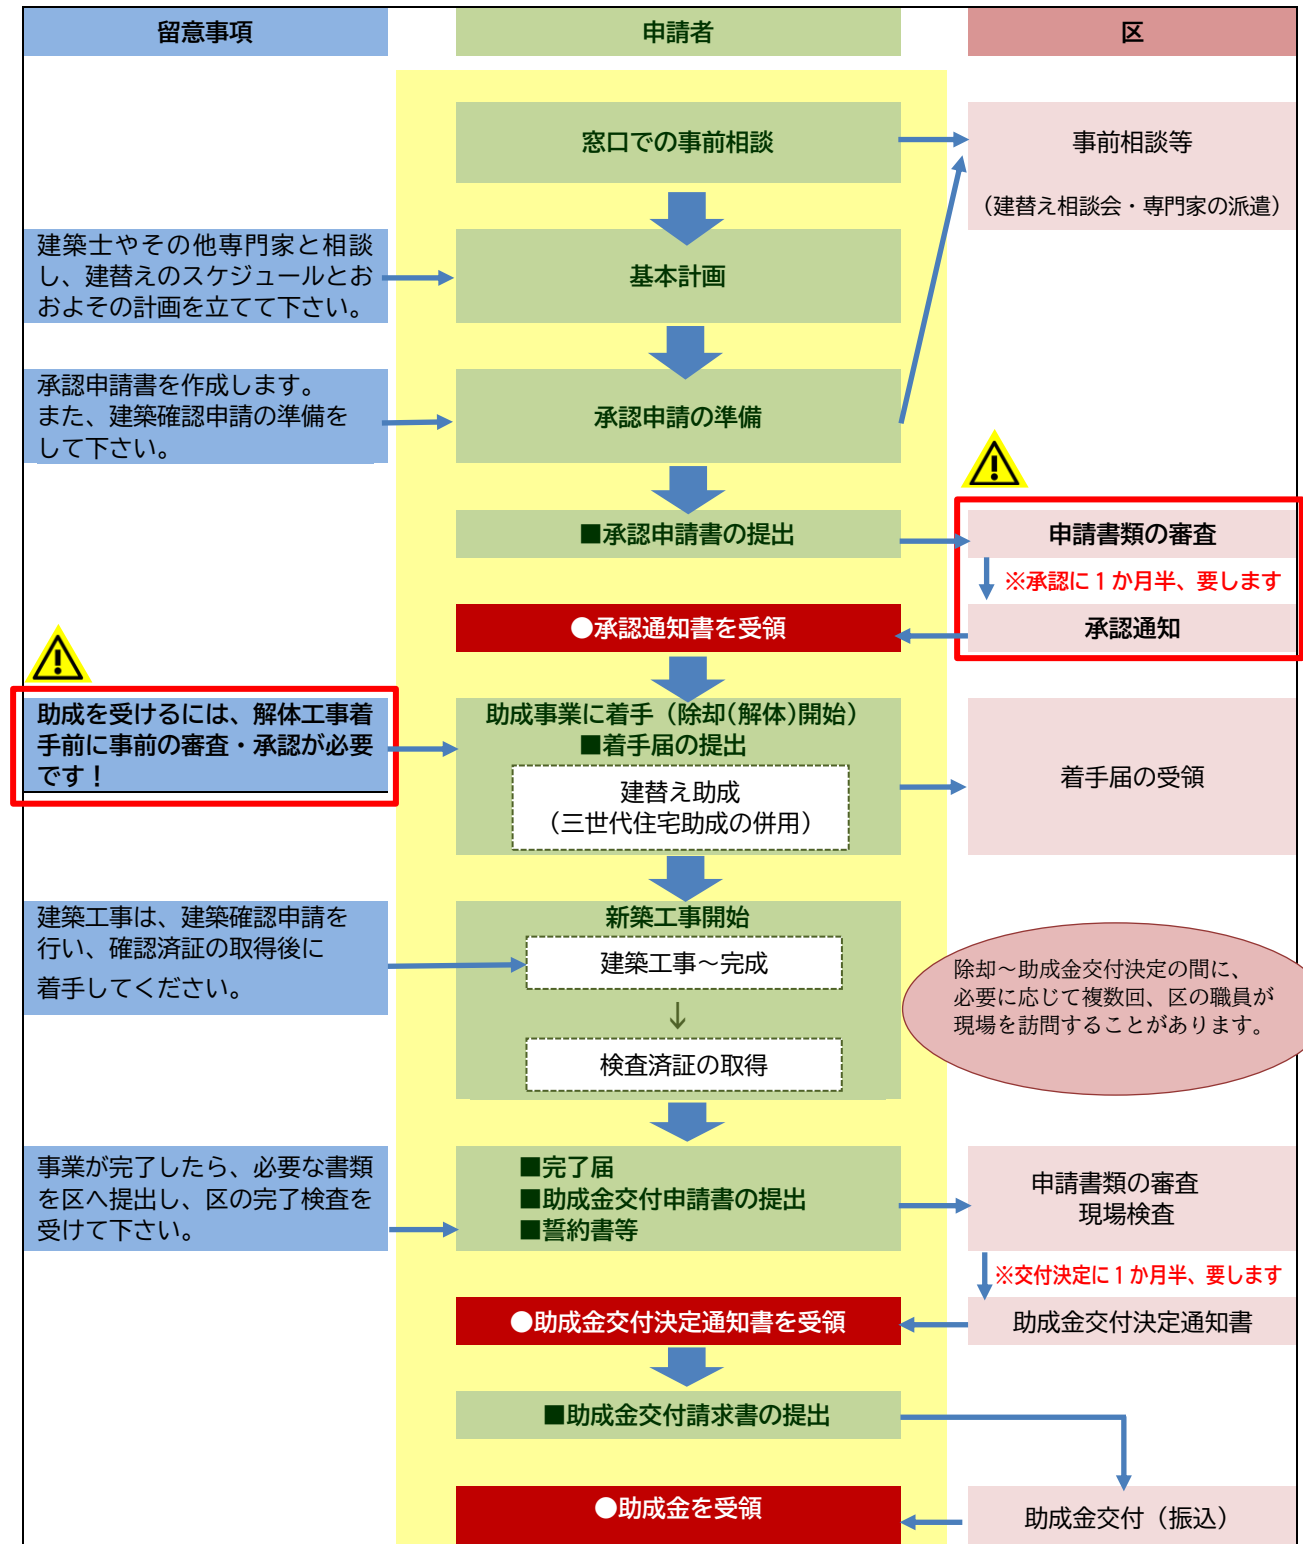 留意事項
申請者
区
窓口での事前相談
事前相談等
（建替え相談会・専門家の派遣）
建築士やその他専門家と相談
し、建替えのスケジュールとお
およその計画を立てて下さい。
基本計画
承認申請書を作成します。
また、建築確認申請の準備を
して下さい。
承認申請の準備
■承認申請書の提出
申請書類の審査
※承認に１か月半、要します
●承認通知書を受領
承認通知
助成を受けるには、解体工事着
手前に事前の審査・承認が必要
です！
助成事業に着手（除却(解体)開始）
■着手届の提出
建替え助成
（三世代住宅助成の併用）
着手届の受領
建築工事は、建築確認申請を
行い、確認済証の取得後に
着手してください。
新築工事開始
建築工事～完成
↓
検査済証の取得
除却～助成金交付決定の間に、
必要に応じて複数回、区の職員が
現場を訪問することがあります。
事業が完了したら、必要な書類
を区へ提出し、区の完了検査を
受けて下さい。
■完了届
■助成金交付申請書の提出
■誓約書等
申請書類の審査
現場検査
※交付決定に１か月半、要します
●助成金交付決定通知書を受領
助成金交付決定通知書
■助成金交付請求書の提出
●助成金を受領
助成金交付（振込）